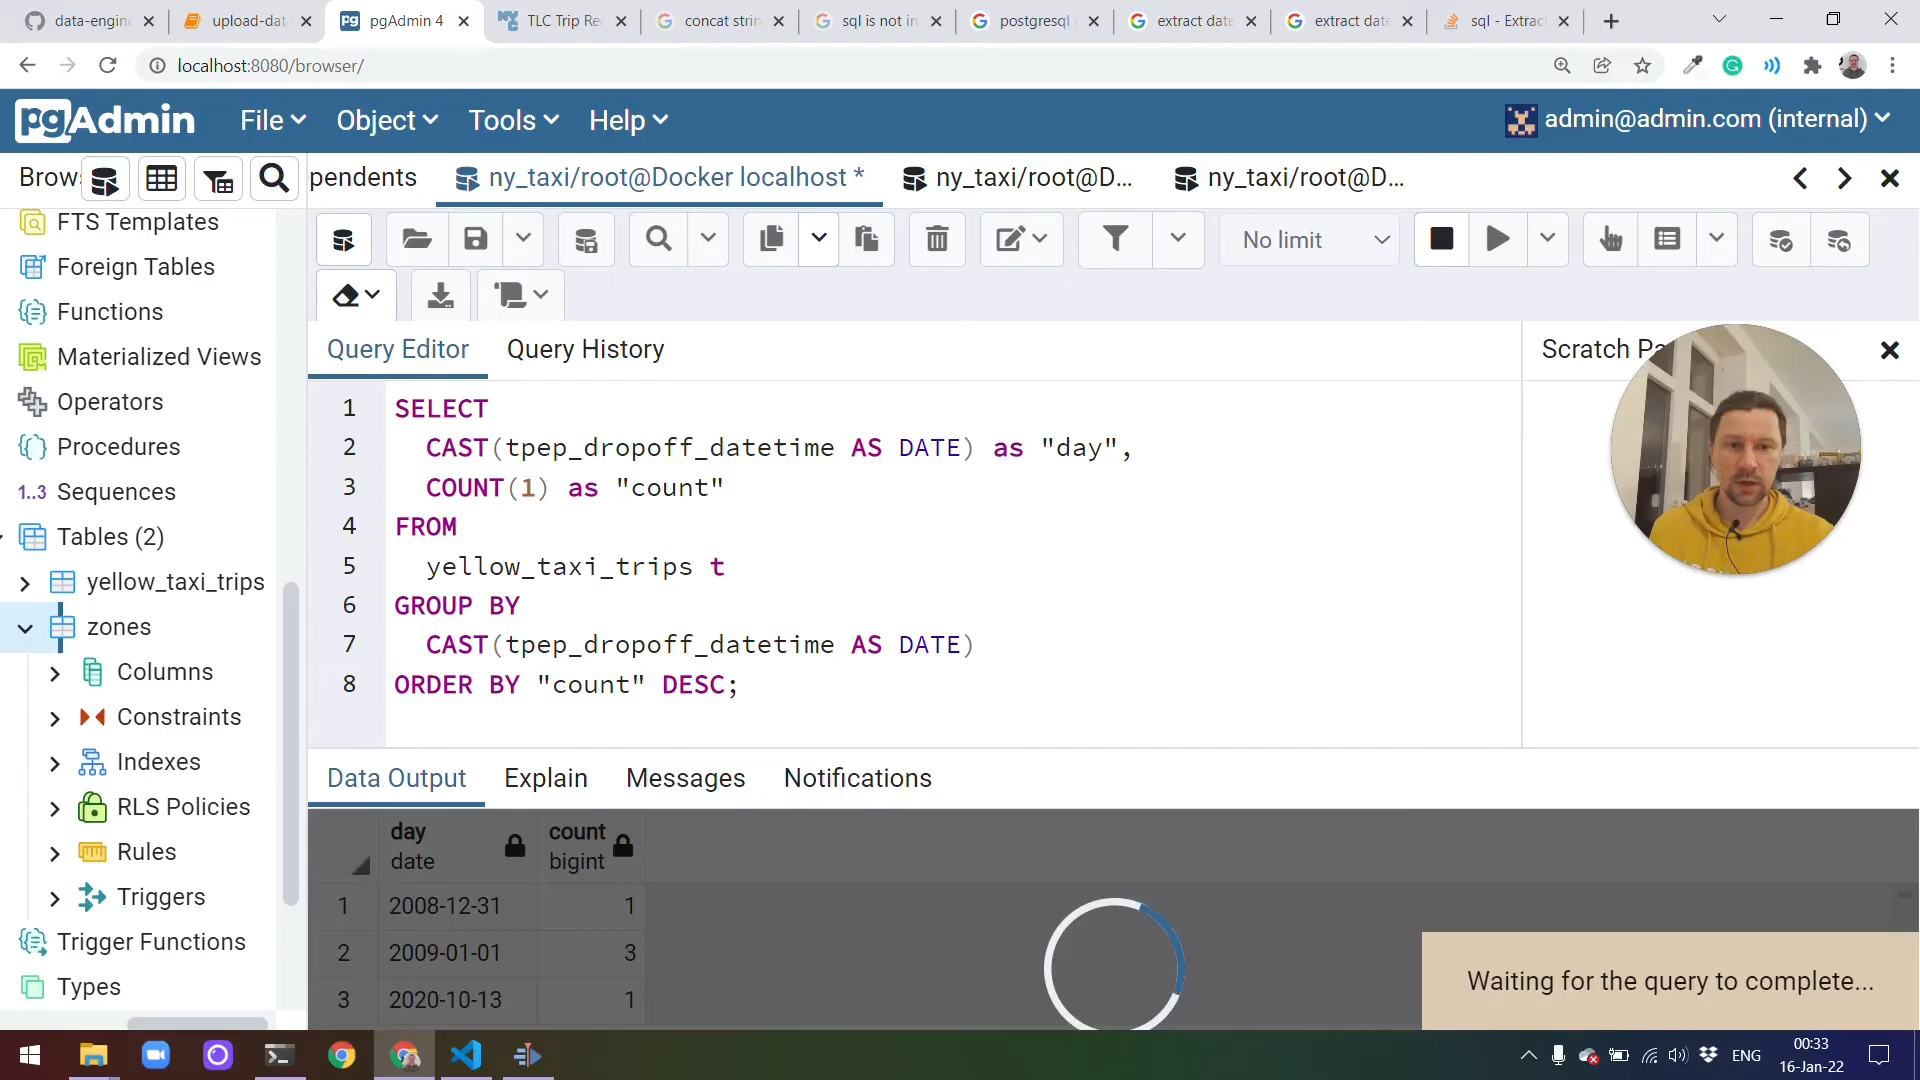 data-engin
upload-dat
pgAdmin 4
TLC Trip Re
concat strin
sql is not in
postgresql
extract date
extract date
sql - Extrac
localhost:8080/browser/
pgAdmin
File
Object
Tools
Help
admin@admin.com (internal)
Brows
pendents
ny_taxi/root@Docker localhost *
ny_taxi/root@D...
ny_taxi/root@D...
No limit
FTS Templates
Foreign Tables
Functions
Materialized Views
Operators
Procedures
1..3 Sequences
Tables (2)
yellow_taxi_trips
zones
Columns
Constraints
Indexes
RLS Policies
Rules
Triggers
Trigger Functions
Types
Query Editor
Query History
Scratch Pa
1 SELECT
2 CAST(tpep_dropoff_datetime AS DATE) as "day",
3 COUNT(1) as "count"
4 FROM
5 yellow_taxi_trips t
6 GROUP BY
7 CAST(tpep_dropoff_datetime AS DATE)
8 ORDER BY "count" DESC;
Data Output
Explain
Messages
Notifications
day
date
count
bigint
1 2008-12-31 1
2 2009-01-01 3
3 2020-10-13 1
Waiting for the query to complete...
ENG
00:33
16-Jan-22